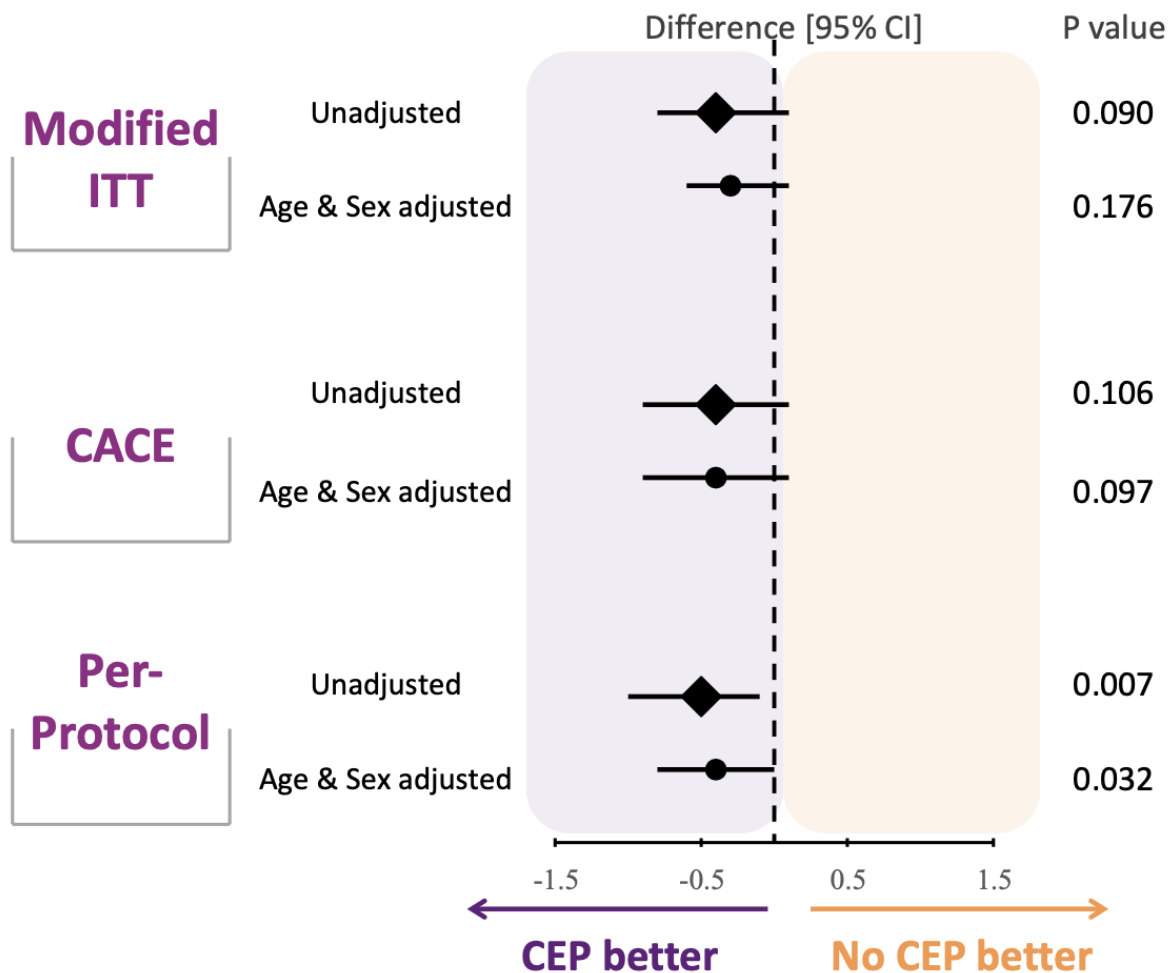 Difference [95% CI] P value
Modified
ITT
Unadjusted 0.090
Age & Sex adjusted 0.176
CACE
Unadjusted 0.106
Age & Sex adjusted 0.097
Per-
Protocol
Unadjusted 0.007
Age & Sex adjusted 0.032
-1.5 -0.5 0.5 1.5
CEP better No CEP better